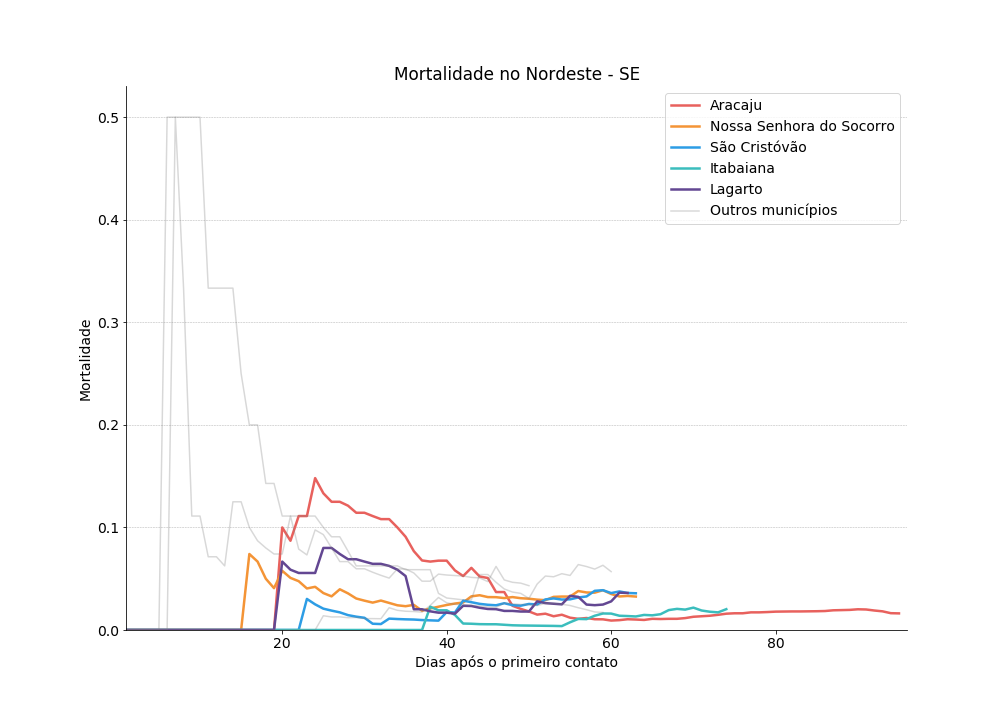 Mortalidade no Nordeste - SE
Aracaju
Nossa Senhora do Socorro
São Cristóvão
Itabaiana
Lagarto
Outros municípios
Mortalidade
0.5
0.4
0.3
0.2
0.1
0.0
20 40 60 80
Dias após o primeiro contato